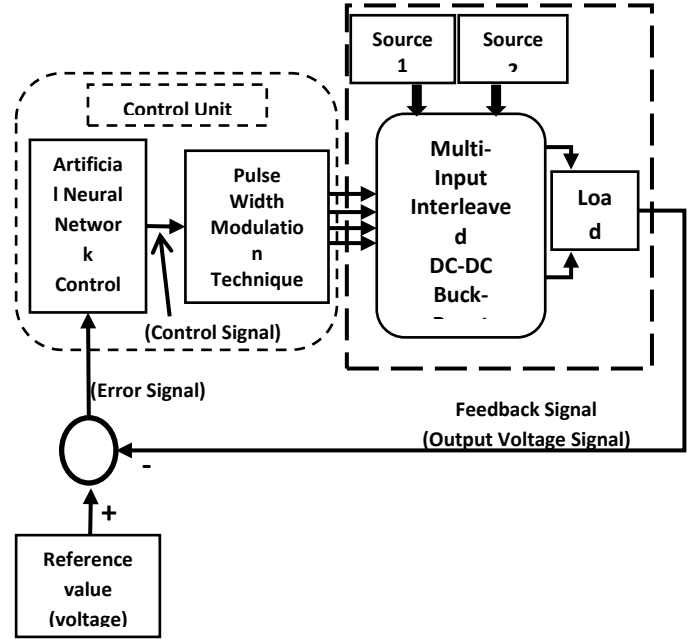 Source
1
Source
2
Control Unit
Artificia
l Neural
Networ
k
Control
Pulse
Width
Modulatio
n
Technique
Multi-
Input
Interleave
d
DC-DC
Buck-
Loa
d
(Control Signal)
(Error Signal)
Feedback Signal
(Output Voltage Signal)
-
+
Reference
value
(voltage)